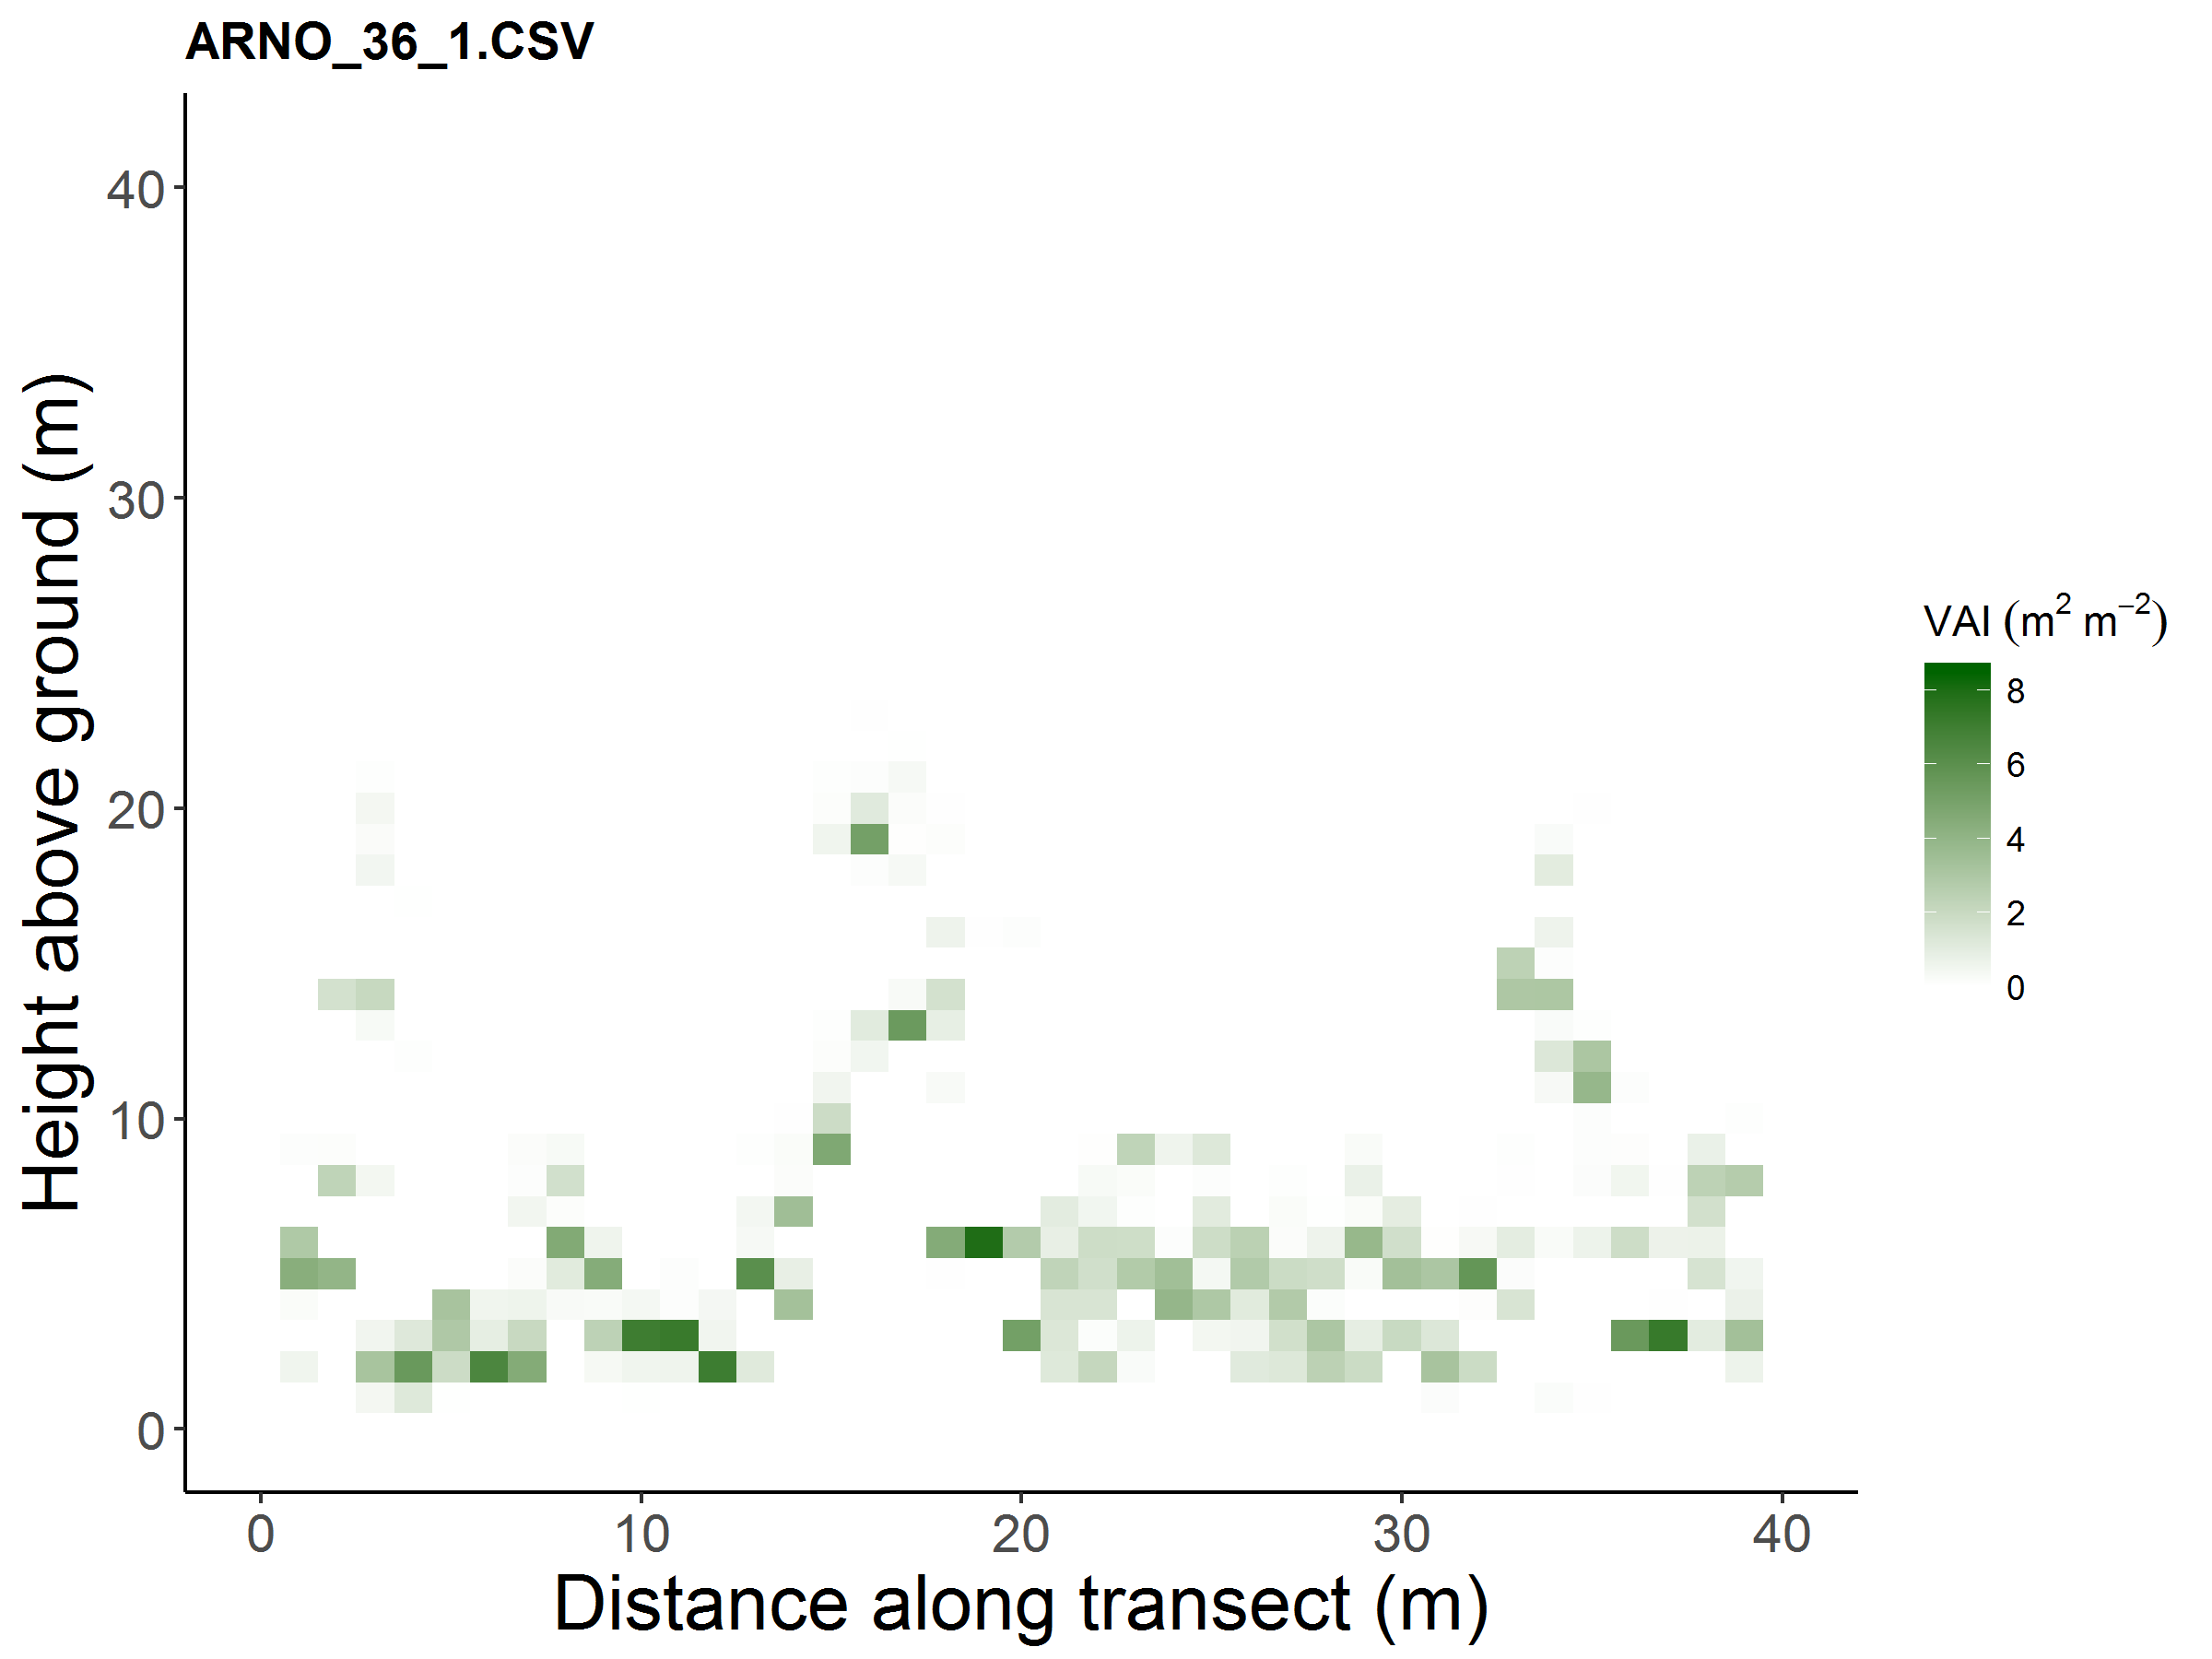 ARNO_36_1.CSV
Height above ground (m)
40
30
20
10
0
0 10 20 30 40
Distance along transect (m)
VAI (m² m⁻²)
8
6
4
2
0